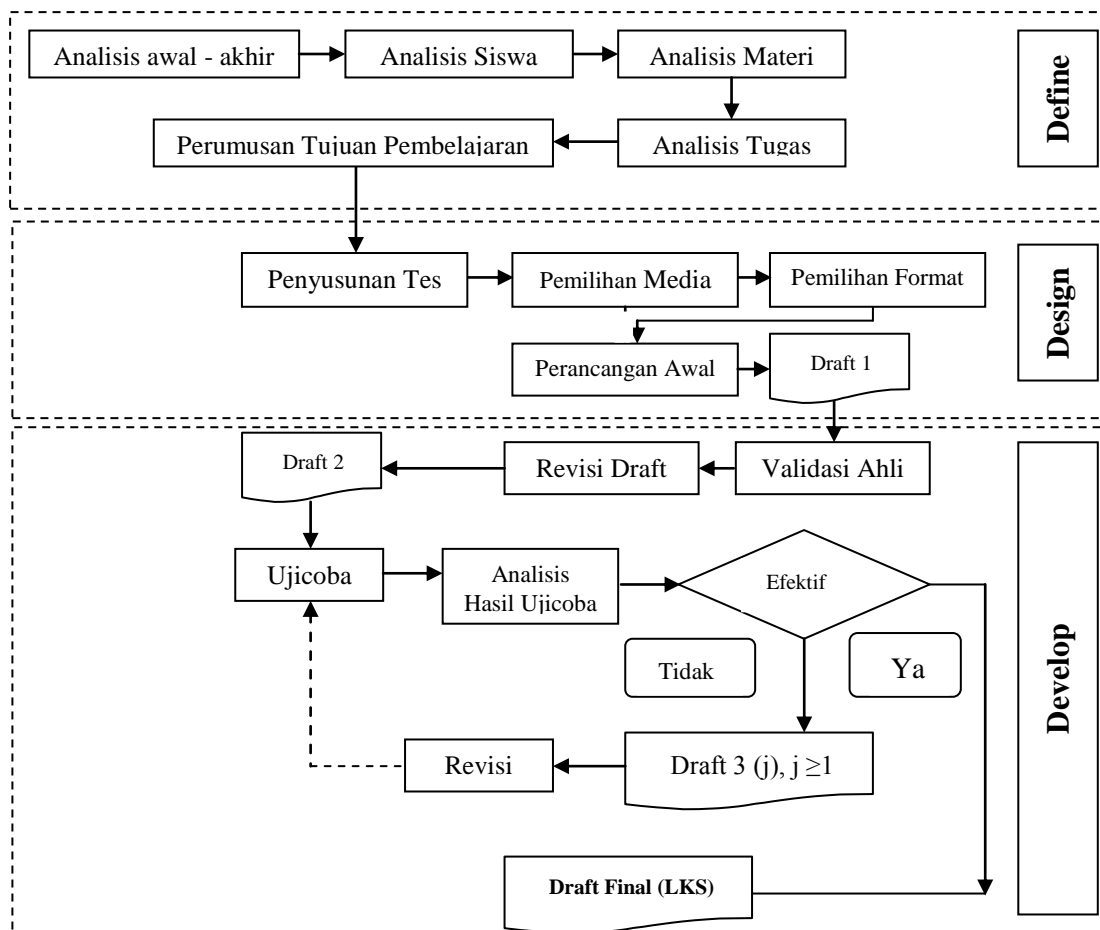 Analisis awal - akhir
Analisis Siswa
Analisis Materi
Define
Perumusan Tujuan Pembelajaran
Analisis Tugas
Penyusunan Tes
Pemilihan Media
Pemilihan Format
Design
Perancangan Awal
Draft 1
Draft 2
Revisi Draft
Validasi Ahli
Ujicoba
Analisis
Hasil Ujicoba
Efektif
Tidak
Ya
Develop
Revisi
Draft 3 (j), j ≥1
Draft Final (LKS)